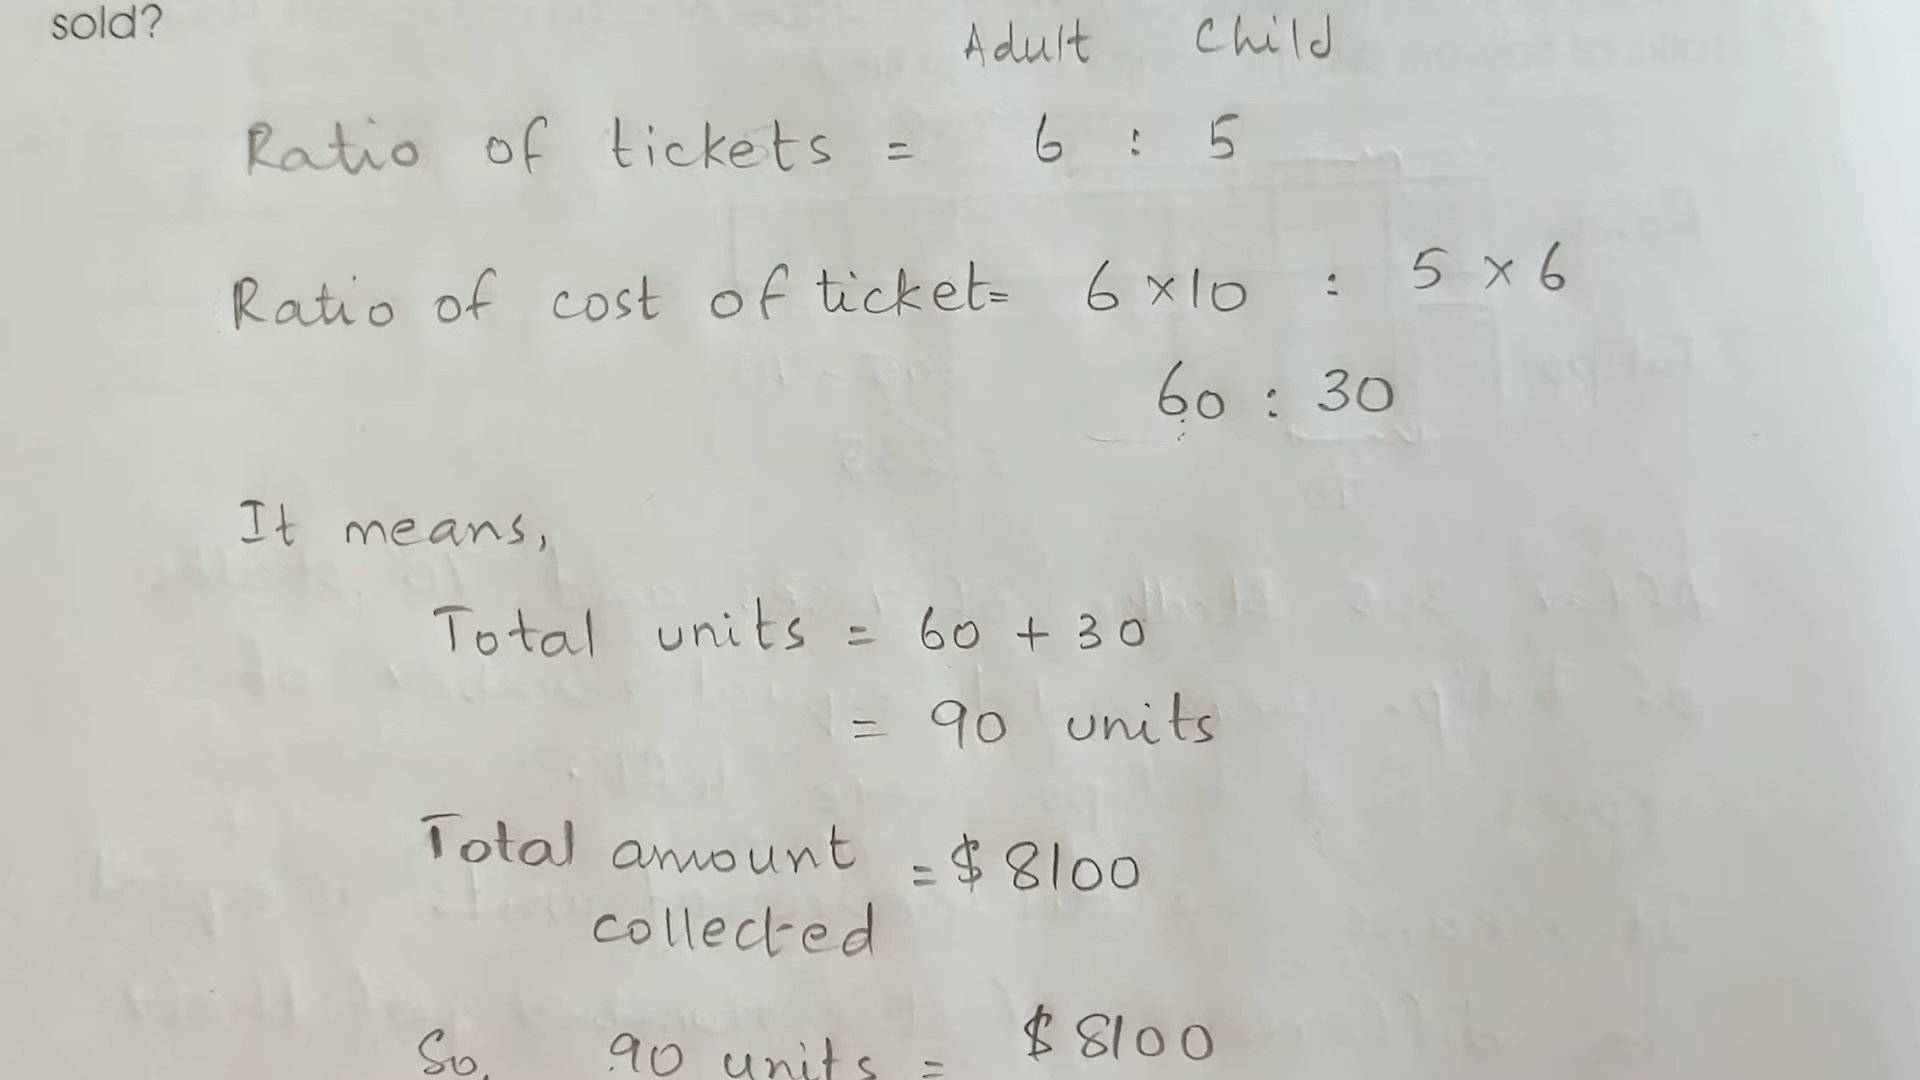 sold?
Adult Child
Ratio of tickets = 6 : 5
Ratio of cost of ticket= 6 ×10 : 5 × 6
60 : 30
It means,
Total units = 60 + 30
= 90 units
Total amount = $ 8100
collected
So, 90 units = $ 8100